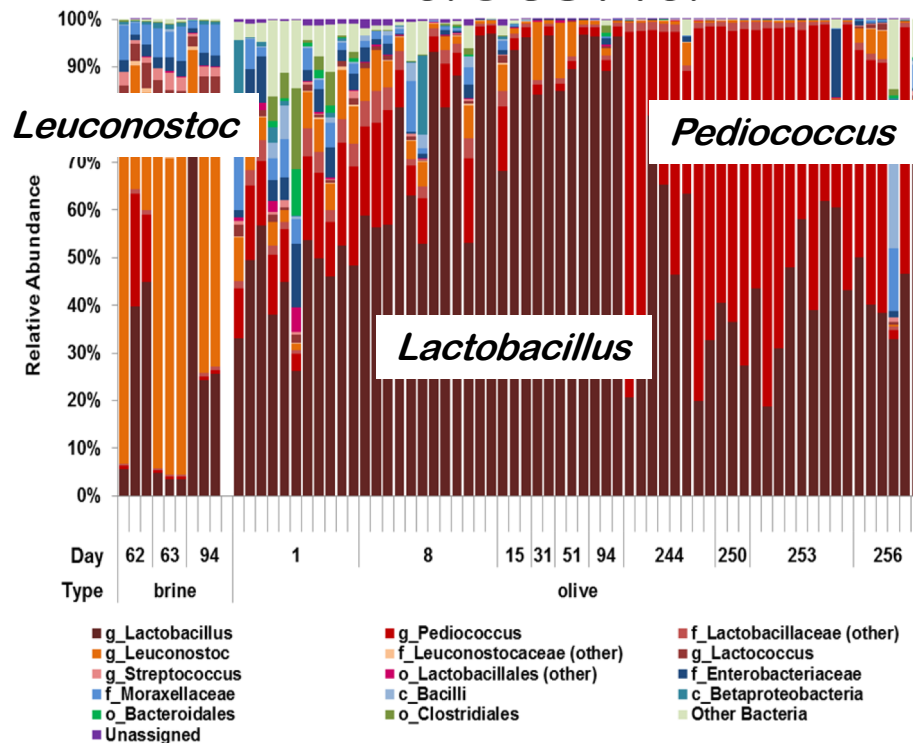 100%
90%
Leuconostoc
Pediococcus
70%
60%
50%
40%
Lactobacillus
30%
20%
10%
0%
Relative Abundance
Day 62 63 94 1 8 15 31 51 94 244 250 253 256
Type brine olive
g_Lactobacillus g_Pediococcus f_Lactobacillaceae (other)
g_Leuconostoc f_Leuconostocaceae (other) g_Lactococcus
g_Streptococcus o_Lactobacillales (other) f_Enterobacteriaceae
f_Moraxellaceae c_Bacilli c_Betaproteobacteria
o_Bacteroidales o_Clostridiales Other Bacteria
Unassigned